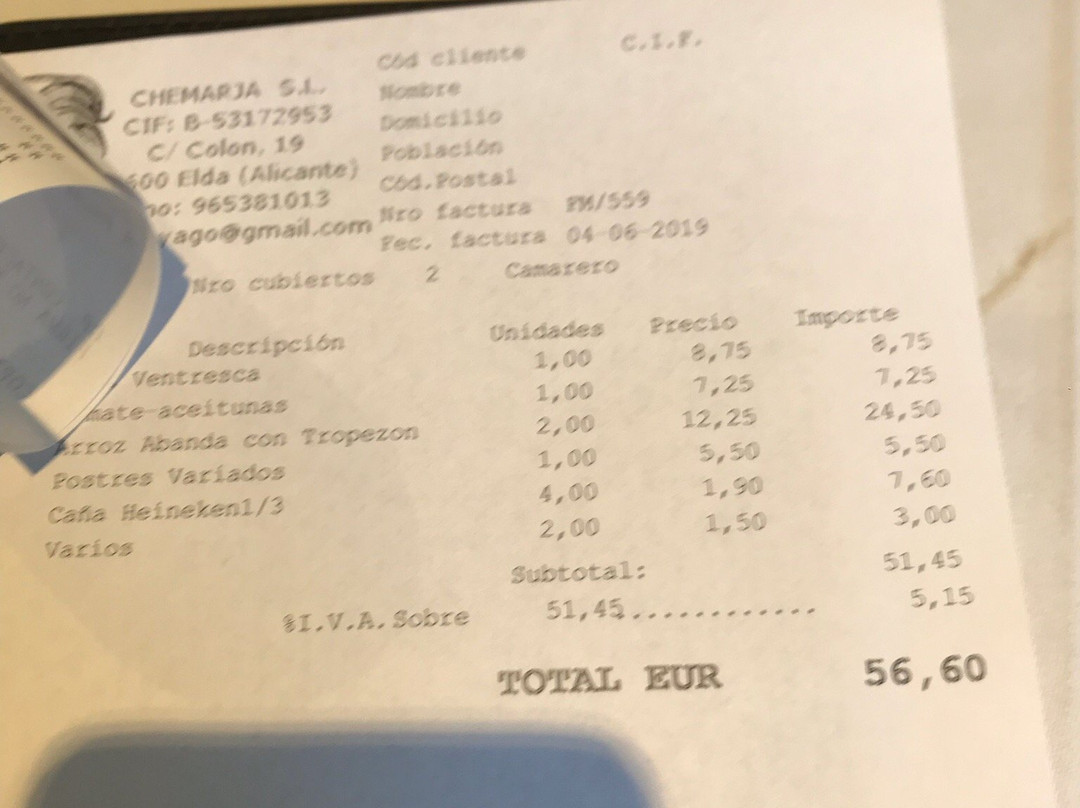 Cód cliente C.I.F.
CHEMARJA S.L. Nombre
CIF: B-53172953 Domicilio
C/ Colon, 19 Población
600 Elda (Alicante) Cód.Postal
no: 965381013 Nro factura FM/559
yago@gmail.com Fec. factura 04-06-2019
Nro cubiertos 2 Camarero
Descripción Unidades Precio Importe
Ventresca 1,00 8,75 8,75
mate-aceitunas 1,00 7,25 7,25
Arroz Abanda con Tropezon 2,00 12,25 24,50
Postres Variados 1,00 5,50 5,50
Caña Heineken1/3 4,00 1,90 7,60
Varios 2,00 1,50 3,00
Subtotal: 51,45
%I.V.A.Sobre 51,45............ 5,15
TOTAL EUR 56,60